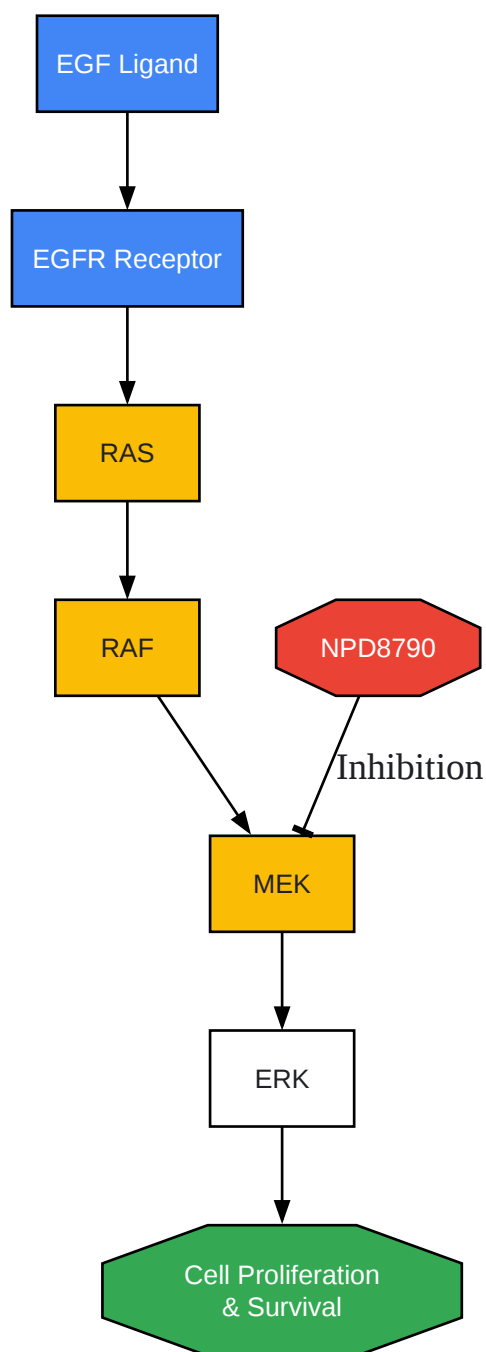 EGF Ligand
EGFR Receptor
RAS
RAF
NPD8790
Inhibition
MEK
ERK
Cell Proliferation
& Survival